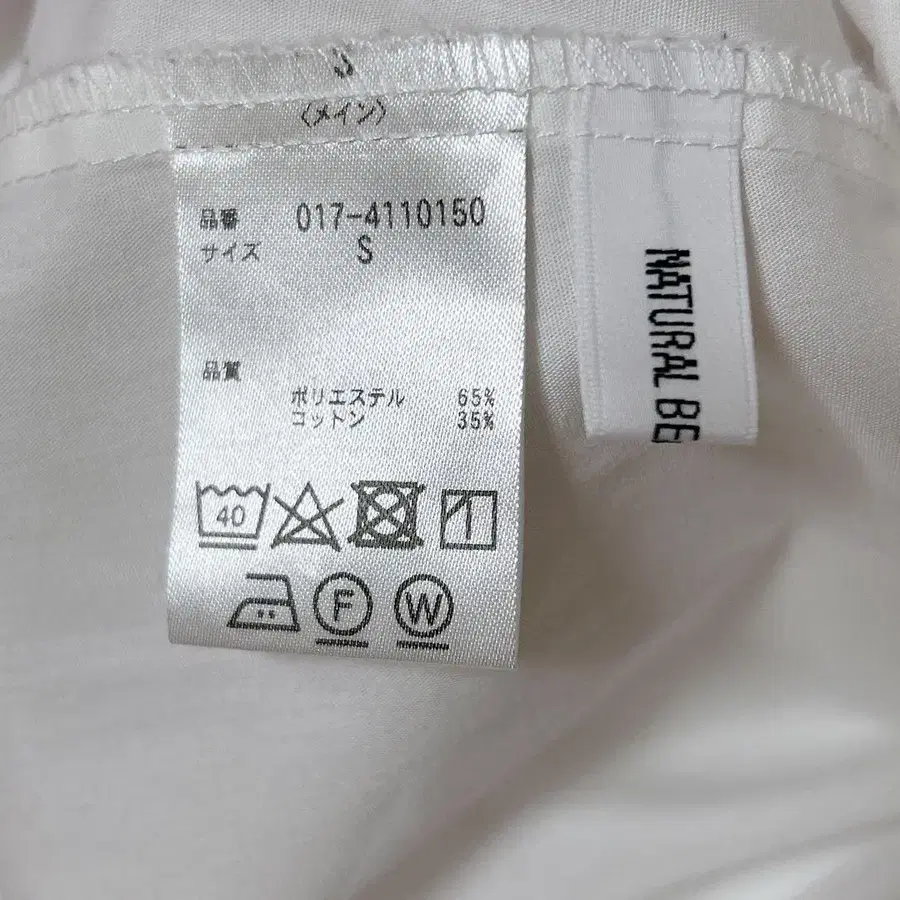 〈メイン〉
品番 017-4110150
サイズ S
品質
ポリエステル 65%
コットン 35%
40
F W
NATURAL BE